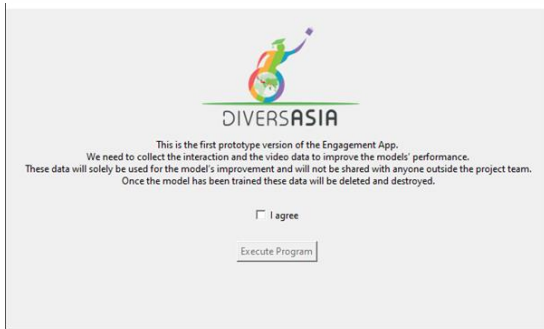 DIVERSASIA
This is the first prototype version of the Engagement App.
We need to collect the interaction and the video data to improve the models' performance.
These data will solely be used for the model's improvement and will not be shared with anyone outside the project team.
Once the model has been trained these data will be deleted and destroyed.
I agree
Execute Program